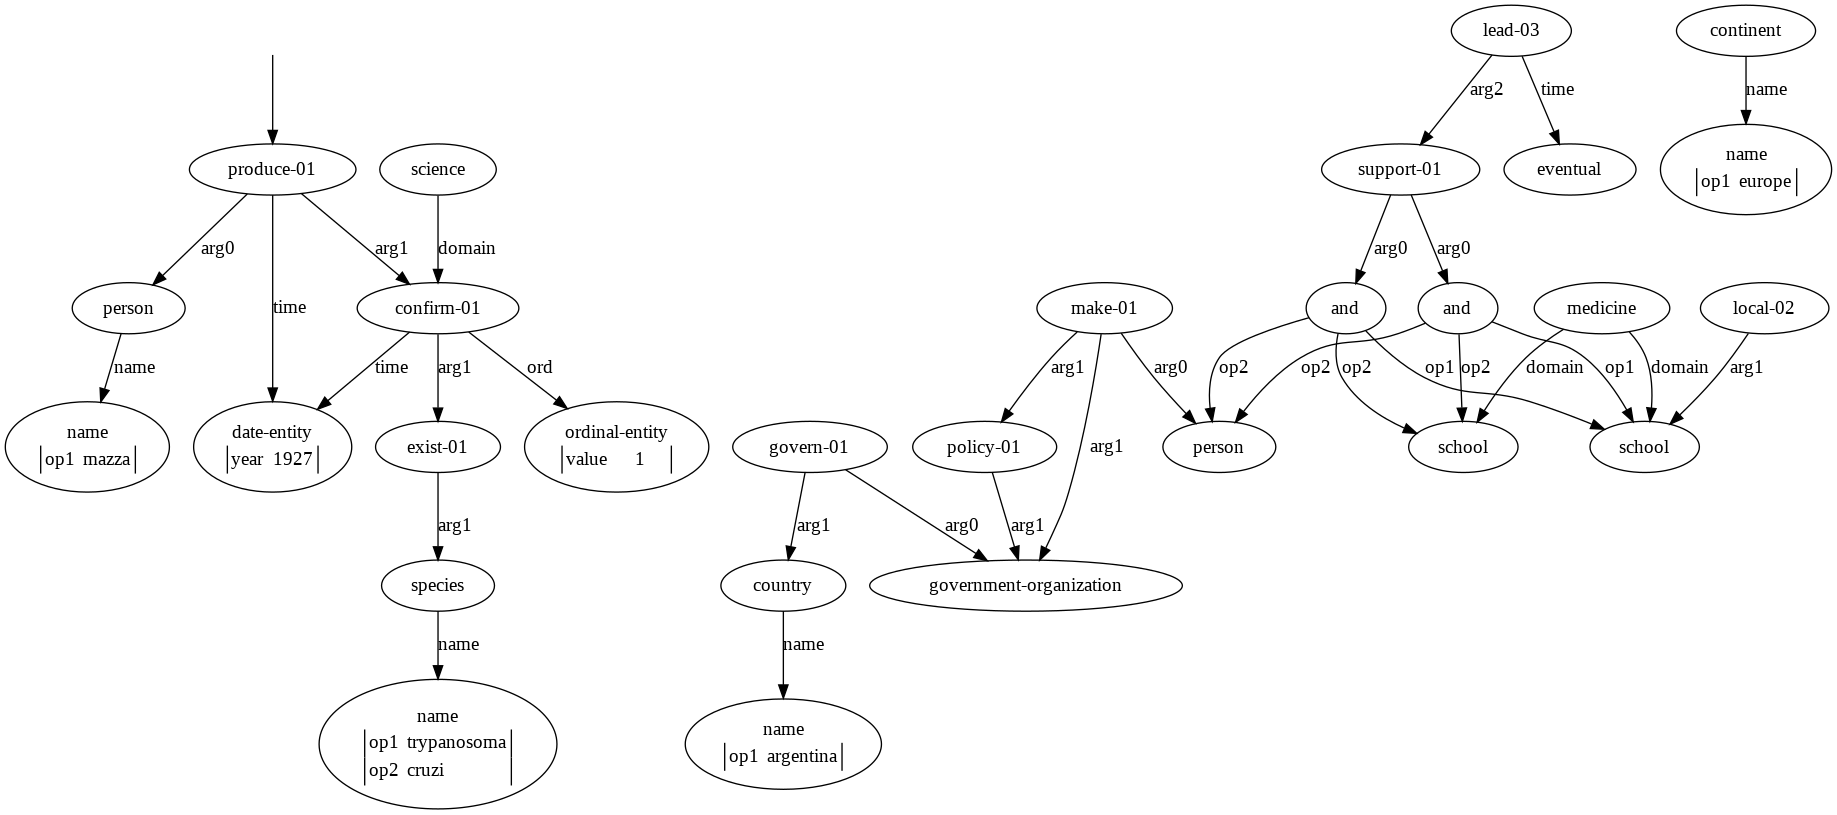 lead-03
continent
arg2
time
name
produce-01
science
support-01
eventual
name
op1 europe
arg0
arg1
domain
arg0
arg0
person
time
confirm-01
make-01
and
and
medicine
local-02
name
time
arg1
ord
arg1
arg0
op2
op2
op2
op1
op2
domain
op1
domain
arg1
name
op1 mazza
date-entity
year 1927
exist-01
ordinal-entity
value 1
govern-01
policy-01
arg1
person
school
school
arg1
arg1
arg0
arg1
species
country
government-organization
name
name
name
op1 trypanosoma
op2 cruzi
name
op1 argentina